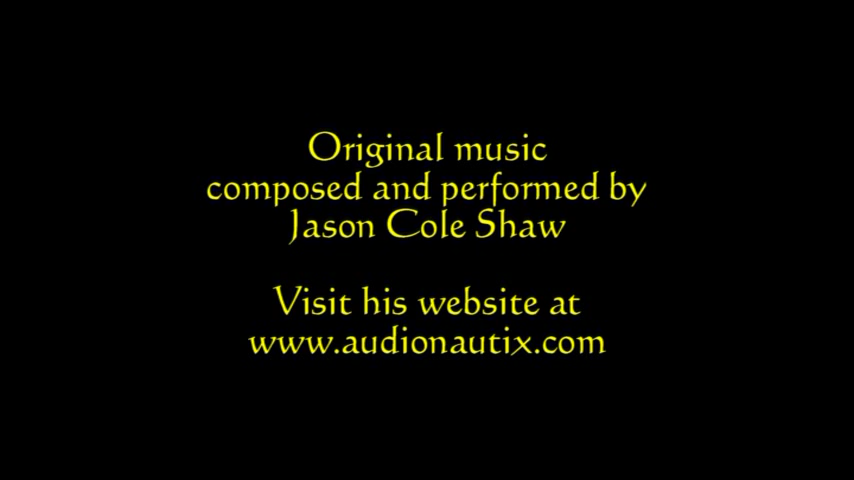 Original music
composed and performed by
Jason Cole Shaw
Visit his website at
www.audionautix.com